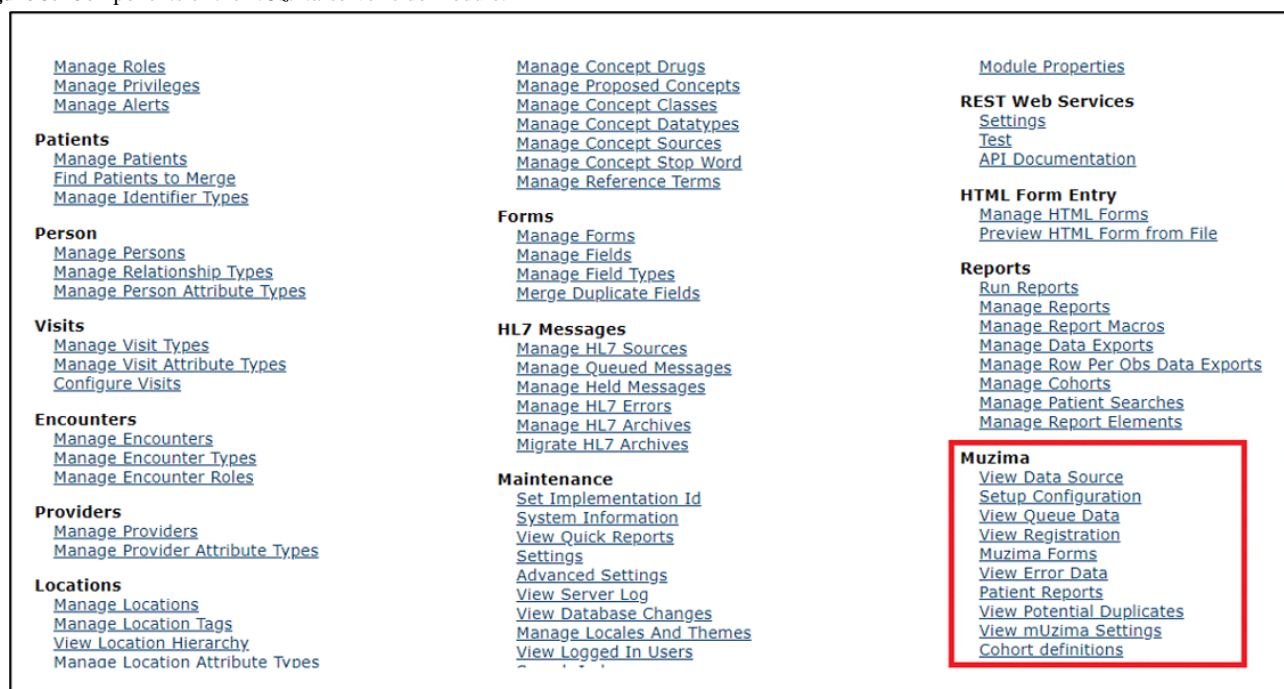 Manage Roles
Manage Privileges
Manage Alerts
Patients
Manage Patients
Find Patients to Merge
Manage Identifier Types
Person
Manage Persons
Manage Relationship Types
Manage Person Attribute Types
Visits
Manage Visit Types
Manage Visit Attribute Types
Configure Visits
Encounters
Manage Encounters
Manage Encounter Types
Manage Encounter Roles
Providers
Manage Providers
Manage Provider Attribute Types
Locations
Manage Locations
Manage Location Tags
View Location Hierarchy
Manage Location Attribute Types
Manage Concept Drugs
Manage Proposed Concepts
Manage Concept Classes
Manage Concept Datatypes
Manage Concept Sources
Manage Concept Stop Word
Manage Reference Terms
Forms
Manage Forms
Manage Fields
Manage Field Types
Merge Duplicate Fields
HL7 Messages
Manage HL7 Sources
Manage Queued Messages
Manage Held Messages
Manage HL7 Errors
Manage HL7 Archives
Migrate HL7 Archives
Maintenance
Set Implementation Id
System Information
View Quick Reports
Settings
Advanced Settings
View Server Log
View Database Changes
Manage Locales And Themes
View Logged In Users
Module Properties
REST Web Services
Settings
Test
API Documentation
HTML Form Entry
Manage HTML Forms
Preview HTML Form from File
Reports
Run Reports
Manage Reports
Manage Report Macros
Manage Data Exports
Manage Row Per Obs Data Exports
Manage Cohorts
Manage Patient Searches
Manage Report Elements
Muzima
View Data Source
Setup Configuration
View Queue Data
View Registration
Muzima Forms
View Error Data
Patient Reports
View Potential Duplicates
View mUzima Settings
Cohort definitions